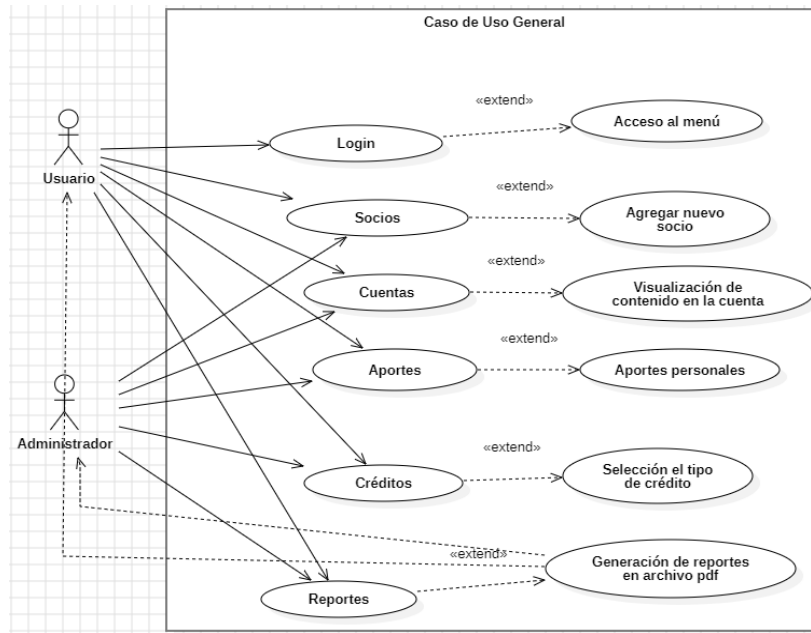 Caso de Uso General
«extend»
Acceso al menú
Login
Usuario
«extend»
Socios
Agregar nuevo
socio
«extend»
Cuentas
Visualización de
contenido en la cuenta
«extend»
Aportes
Aportes personales
Administrador
«extend»
Créditos
Selección el tipo
de crédito
«extend»
Generación de reportes
en archivo pdf
Reportes